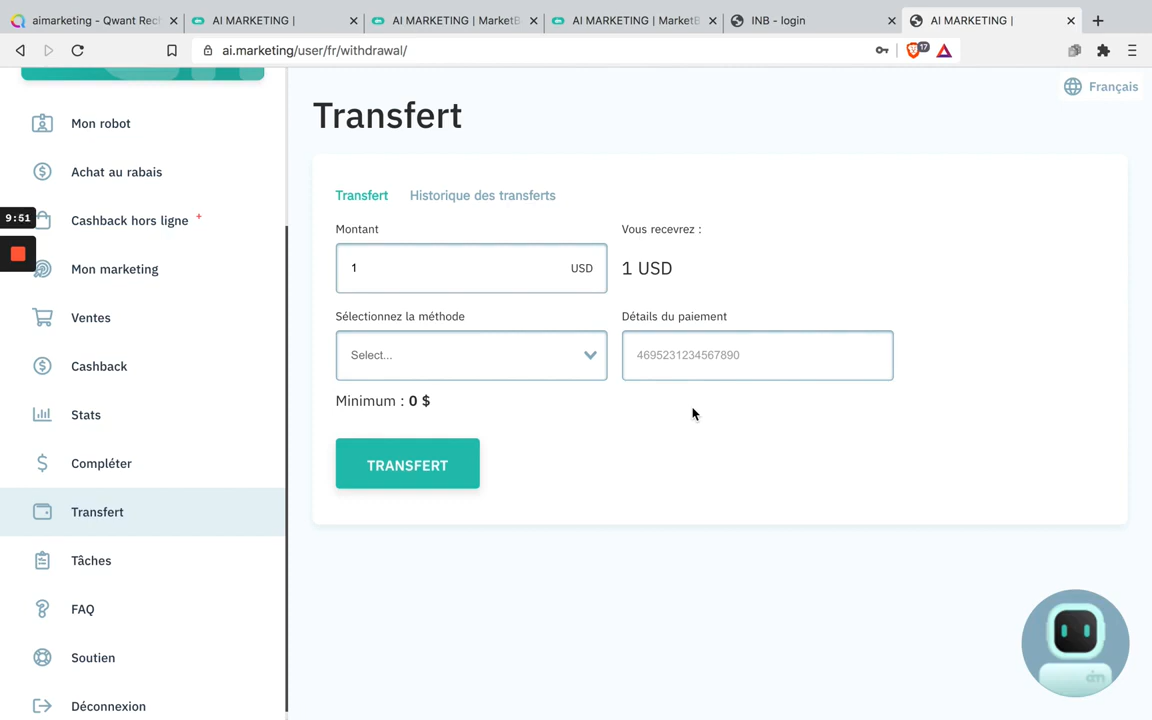 aimarketing - Qwant Rec
AI MARKETING |
AI MARKETING | MarketB
AI MARKETING | MarketB
INB - login
AI MARKETING |
ai.marketing/user/fr/withdrawal/
17
Français
Transfert
Mon robot
Achat au rabais
Cashback hors ligne +
Mon marketing
Ventes
Cashback
Stats
Compléter
Transfert
Tâches
FAQ
Soutien
Déconnexion
9:51
Transfert
Historique des transferts
Montant
Vous recevrez :
1
USD
1 USD
Sélectionnez la méthode
Détails du paiement
Select...
4695231234567890
Minimum : 0 $
TRANSFERT
aim